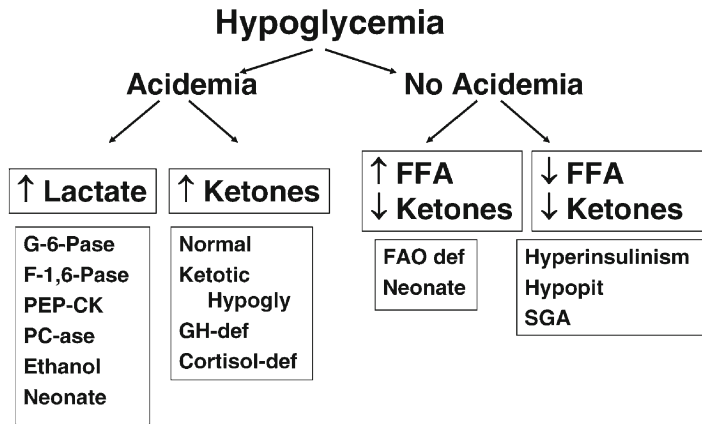 Hypoglycemia
Acidemia
No Acidemia
↑ Lactate
↑ Ketones
↑ FFA
↓ Ketones
↓ FFA
↓ Ketones
G-6-Pase
F-1,6-Pase
PEP-CK
PC-ase
Ethanol
Neonate
Normal
Ketotic
Hypogly
GH-def
Cortisol-def
FAO def
Neonate
Hyperinsulinism
Hypopit
SGA